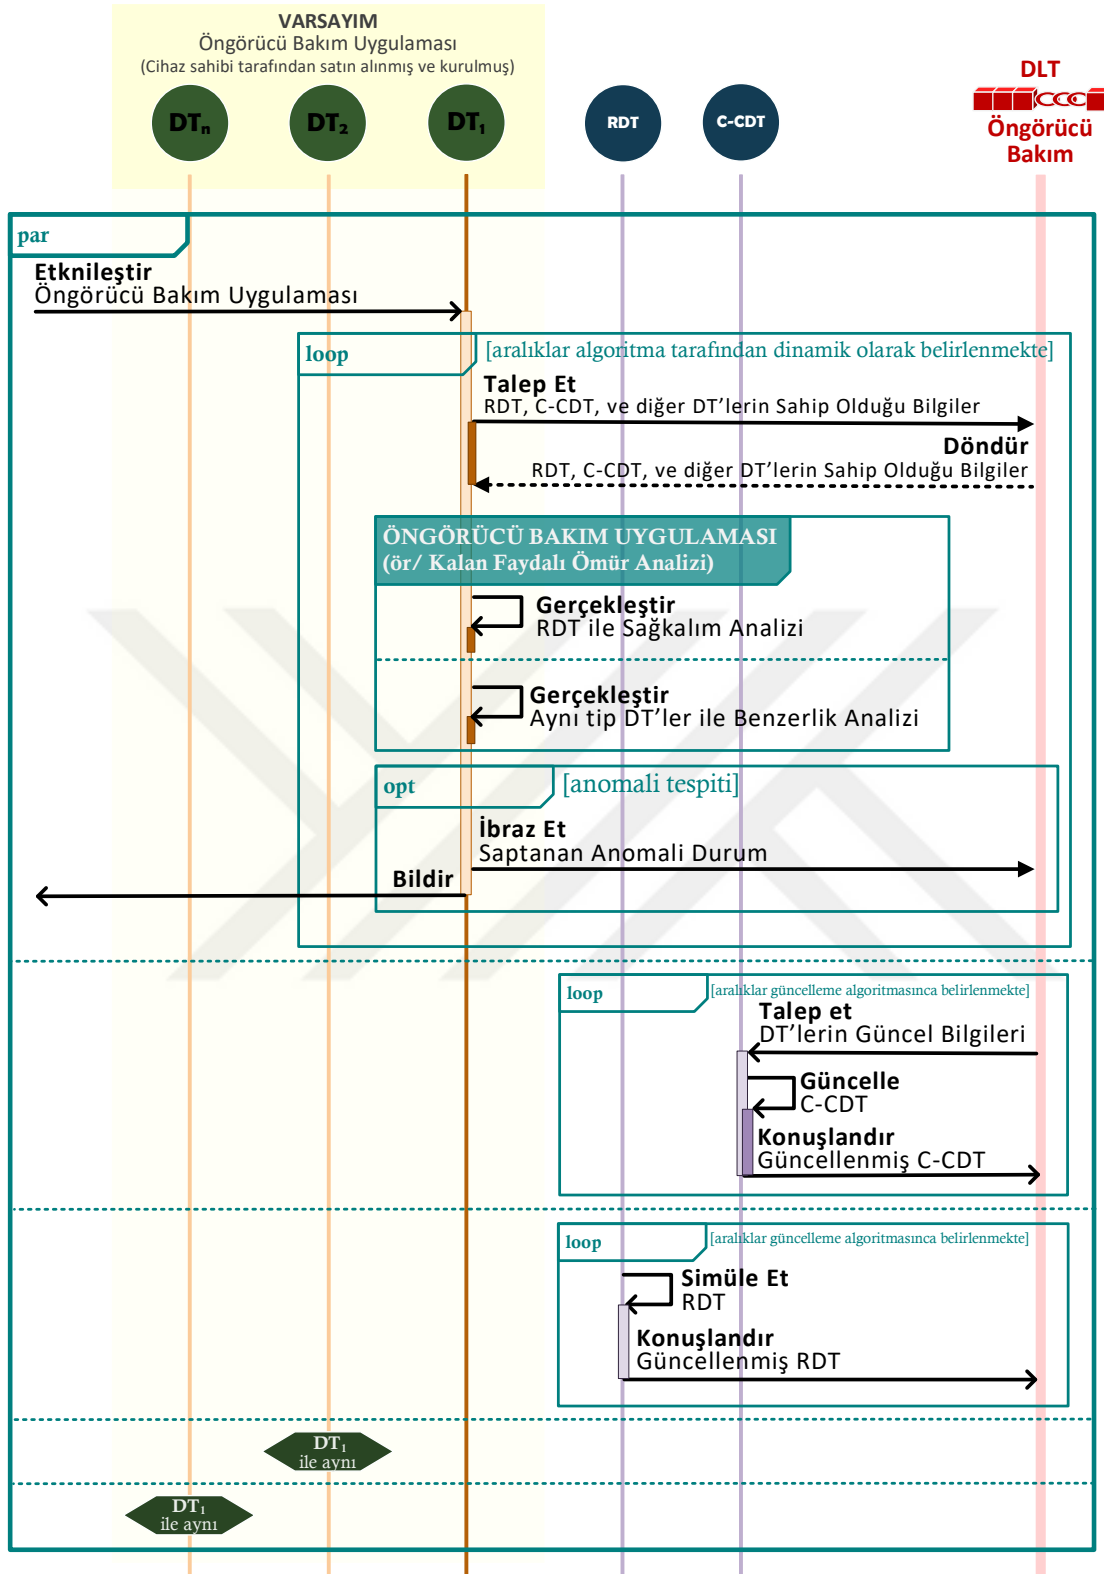 VARSAYIM
Öngörücü Bakım Uygulaması
(Cihaz sahibi tarafından satın alınmış ve kurulmuş)
DTₙ
DT₂
DT₁
RDT
C-CDT
DLT
Öngörücü
Bakım
par
Etknileştir
Öngörücü Bakım Uygulaması
loop
[aralıklar algoritma tarafından dinamik olarak belirlenmekte]
Talep Et
RDT, C-CDT, ve diğer DT’lerin Sahip Olduğu Bilgiler
Döndür
RDT, C-CDT, ve diğer DT’lerin Sahip Olduğu Bilgiler
ÖNGÖRÜCÜ BAKIM UYGULAMASI
(ör/ Kalan Faydalı Ömür Analizi)
Gerçekleştir
RDT ile Sağkalım Analizi
Gerçekleştir
Aynı tip DT’ler ile Benzerlik Analizi
opt
[anomali tespiti]
İbraz Et
Saptanan Anomali Durum
Bildir
loop
[aralıklar güncelleme algoritmasınca belirlenmekte]
Talep et
DT’lerin Güncel Bilgileri
Güncelle
C-CDT
Konuşlandır
Güncellenmiş C-CDT
loop
[aralıklar güncelleme algoritmasınca belirlenmekte]
Simüle Et
RDT
Konuşlandır
Güncellenmiş RDT
DT₁
ile aynı
DT₁
ile aynı